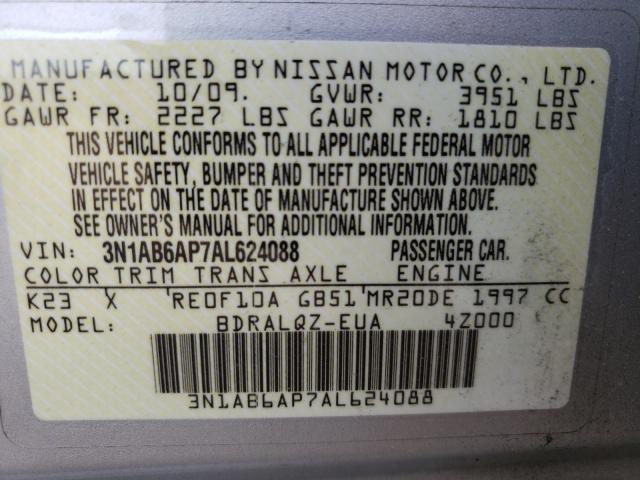 MANUFACTURED BY NISSAN MOTOR CO., LTD.
DATE: 10/09. GVWR: 3951 LBS
GAWR FR: 2227 LBS GAWR RR: 1810 LBS
THIS VEHICLE CONFORMS TO ALL APPLICABLE FEDERAL MOTOR
VEHICLE SAFETY, BUMPER AND THEFT PREVENTION STANDARDS
IN EFFECT ON THE DATE OF MANUFACTURE SHOWN ABOVE.
SEE OWNER'S MANUAL FOR ADDITIONAL INFORMATION.
VIN: 3N1AB6AP7AL624088 PASSENGER CAR.
COLOR TRIM TRANS AXLE ENGINE
K23 X RE0F10A GB51 MR20DE 1997 CC
MODEL: BDRALQZ-EUA 4Z000
3N1AB6AP7AL624088